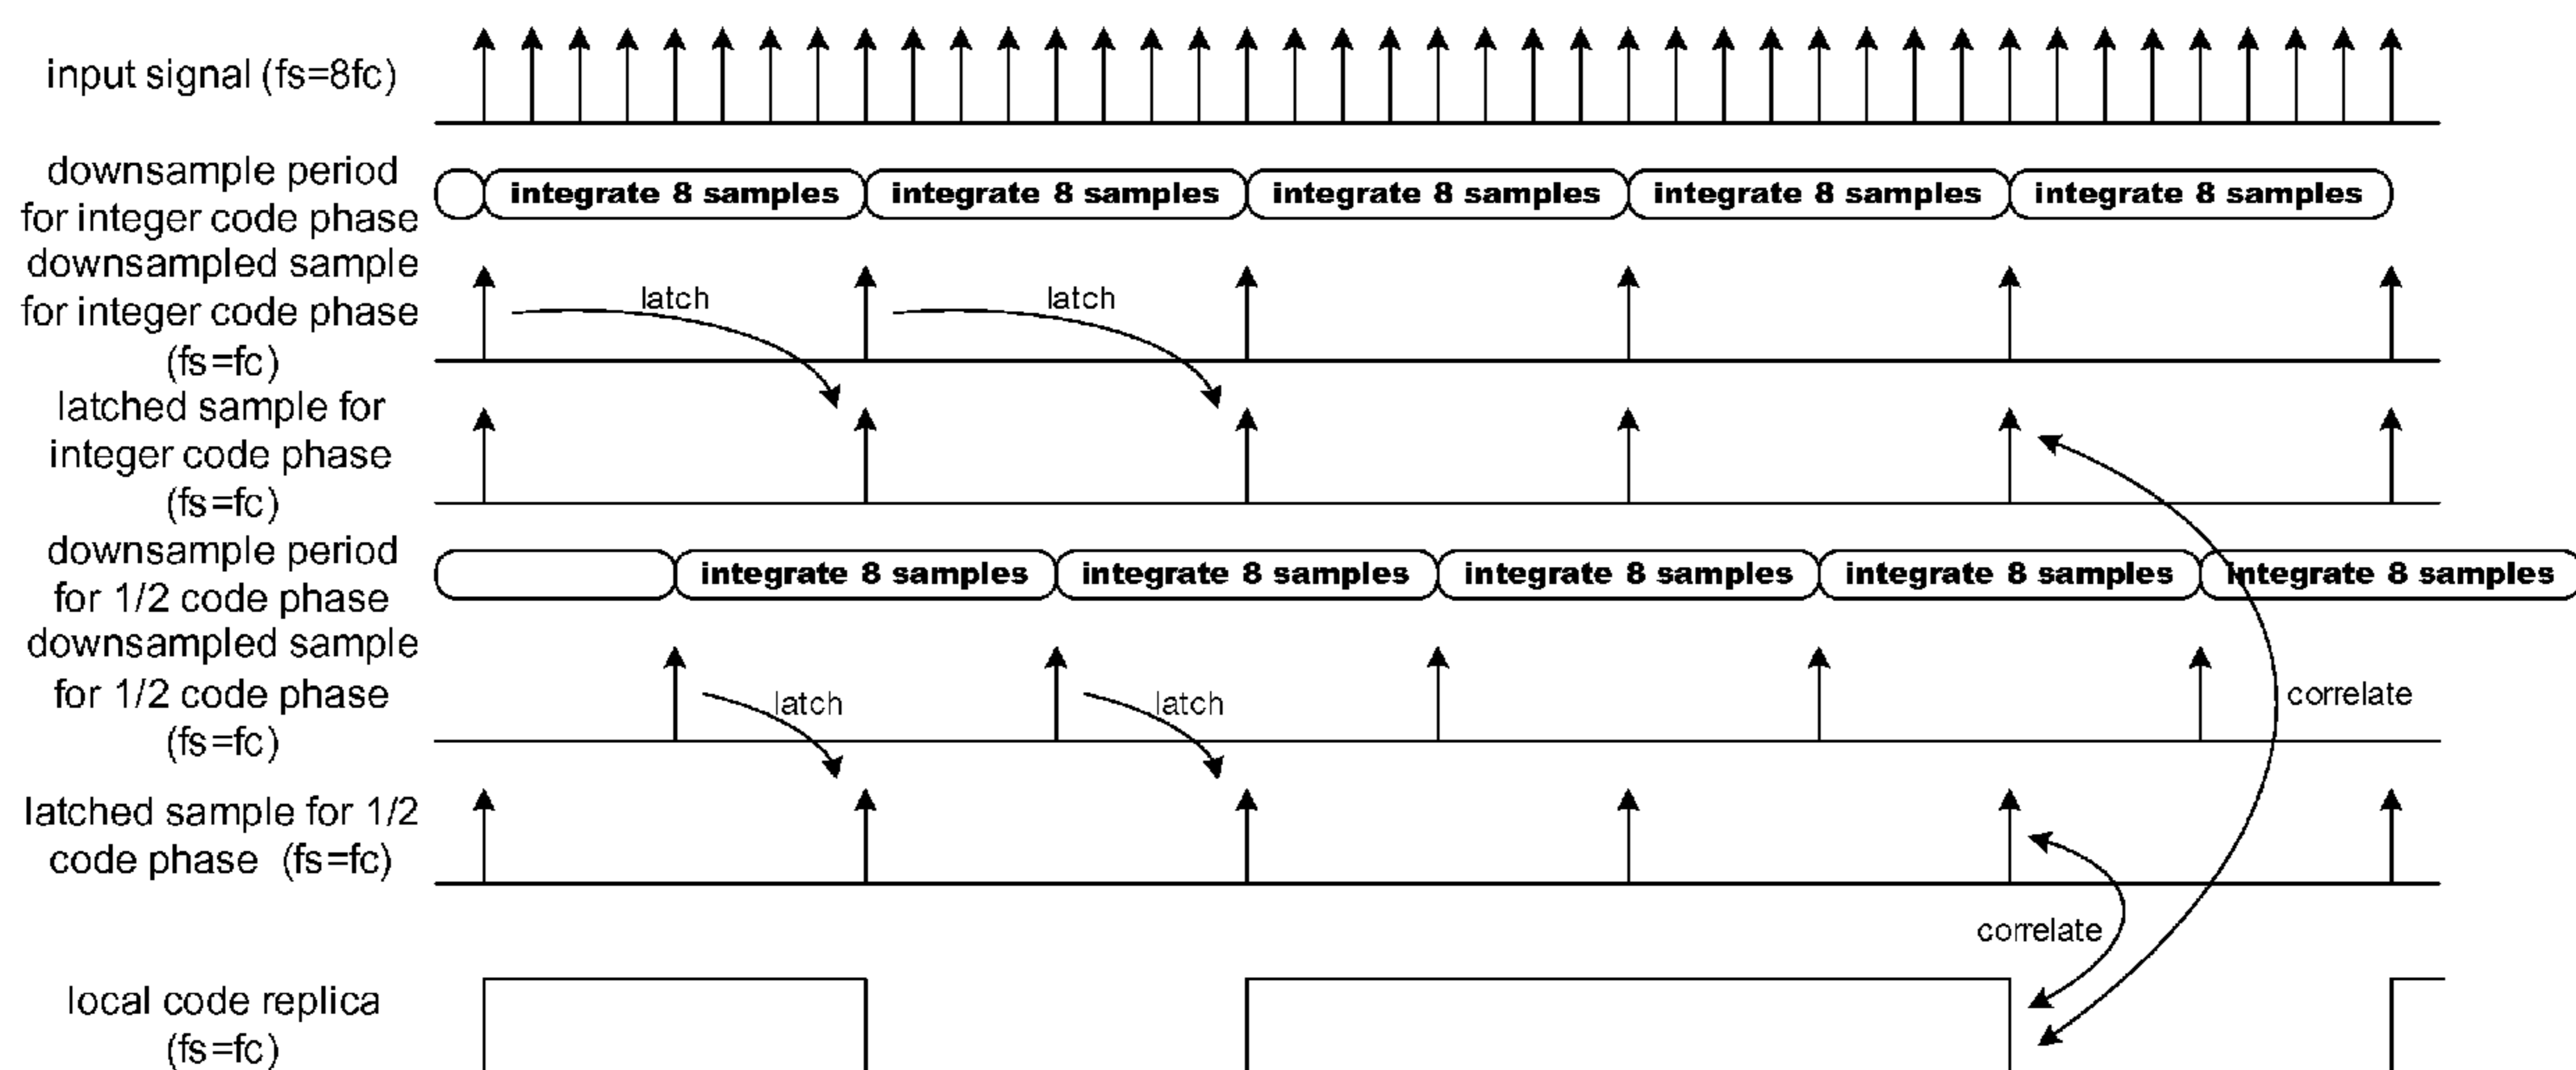 input signal (fs=8fc)
downsample period
for integer code phase
integrate 8 samples
integrate 8 samples
integrate 8 samples
integrate 8 samples
integrate 8 samples
downsampled sample
for integer code phase
(fs=fc)
latch
latch
latched sample for
integer code phase
(fs=fc)
downsample period
for 1/2 code phase
integrate 8 samples
integrate 8 samples
integrate 8 samples
integrate 8 samples
integrate 8 samples
downsampled sample
for 1/2 code phase
(fs=fc)
latch
latch
correlate
latched sample for 1/2
code phase (fs=fc)
correlate
local code replica
(fs=fc)